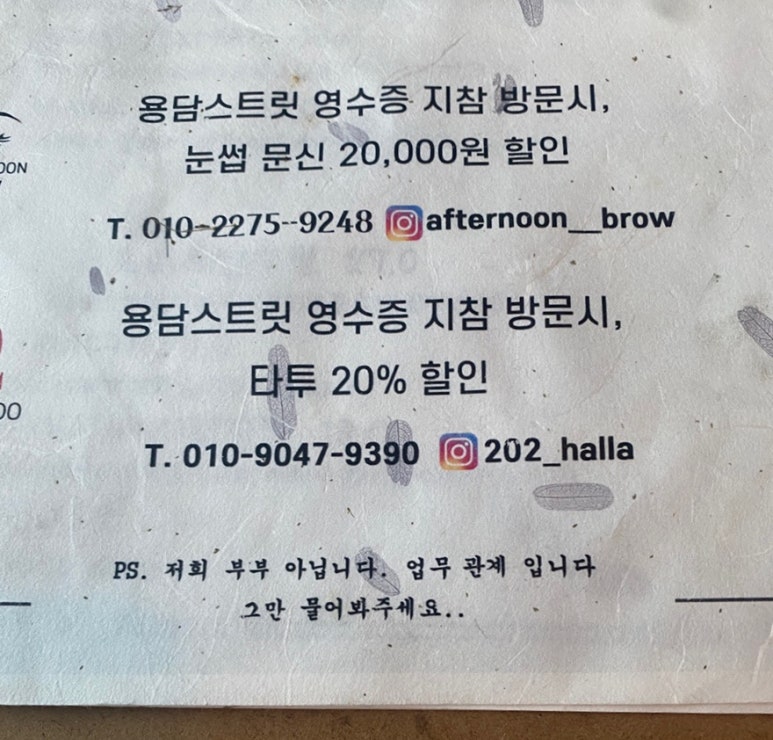 용담스트릿 영수증 지참 방문시,
눈썹 문신 20,000원 할인
T. 010-2275-9248 afternoon__brow
용담스트릿 영수증 지참 방문시,
타투 20% 할인
T. 010-9047-9390 202_halla
PS. 저희 부부 아닙니다. 업무 관계 입니다
그만 물어봐주세요..